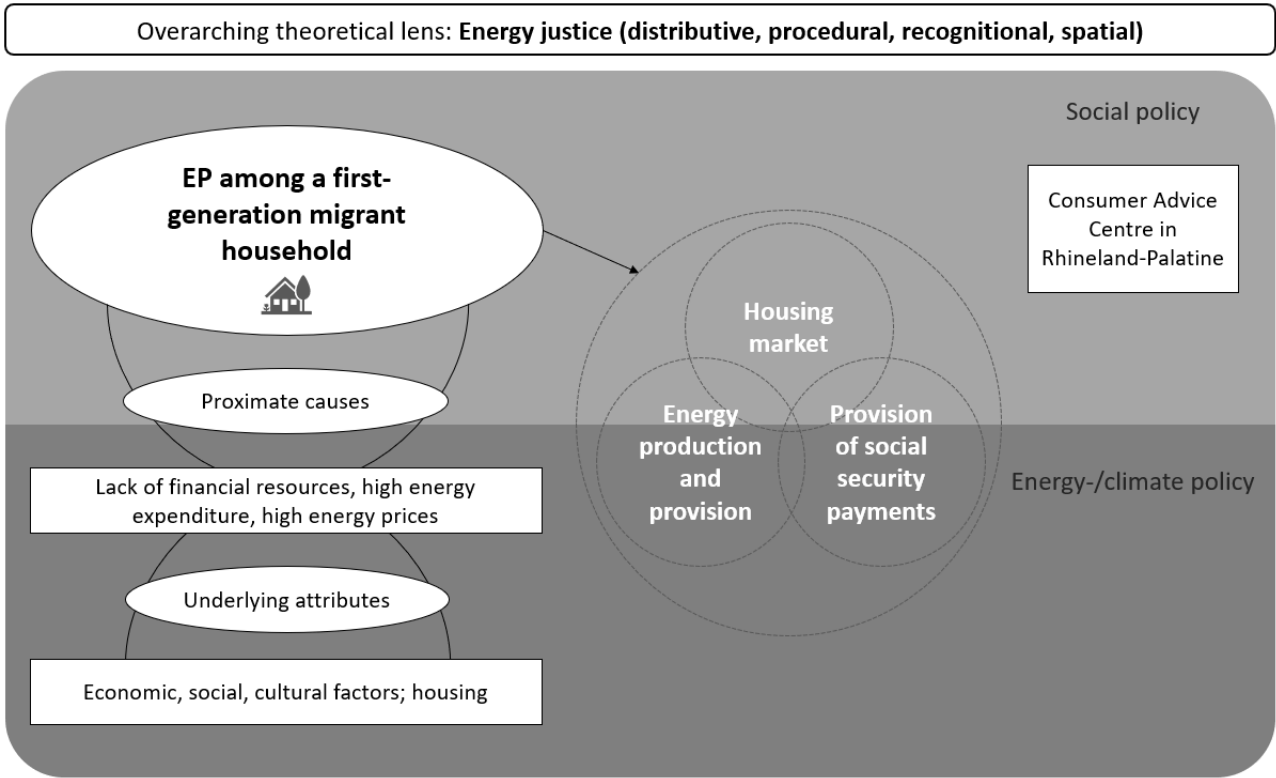 Overarching theoretical lens: Energy justice (distributive, procedural, recognitional, spatial)
Social policy
EP among a first-
generation migrant
household
Consumer Advice
Centre in
Rhineland-Palatine
Housing
market
Proximate causes
Energy
production
and
provision
Provision
of social
security
payments
Energy-/climate policy
Lack of financial resources, high energy
expenditure, high energy prices
Underlying attributes
Economic, social, cultural factors; housing